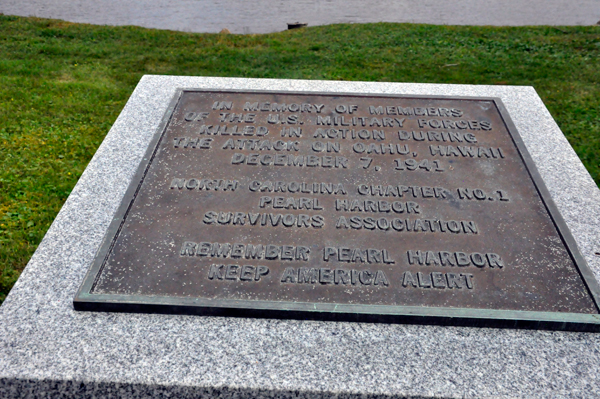 IN MEMORY OF MEMBERS
OF THE U.S. MILITARY FORCES
KILLED IN ACTION DURING
THE ATTACK ON OAHU, HAWAII
DECEMBER 7, 1941
NORTH CAROLINA CHAPTER NO. 1
PEARL HARBOR
SURVIVORS ASSOCIATION
REMEMBER PEARL HARBOR
KEEP AMERICA ALERT